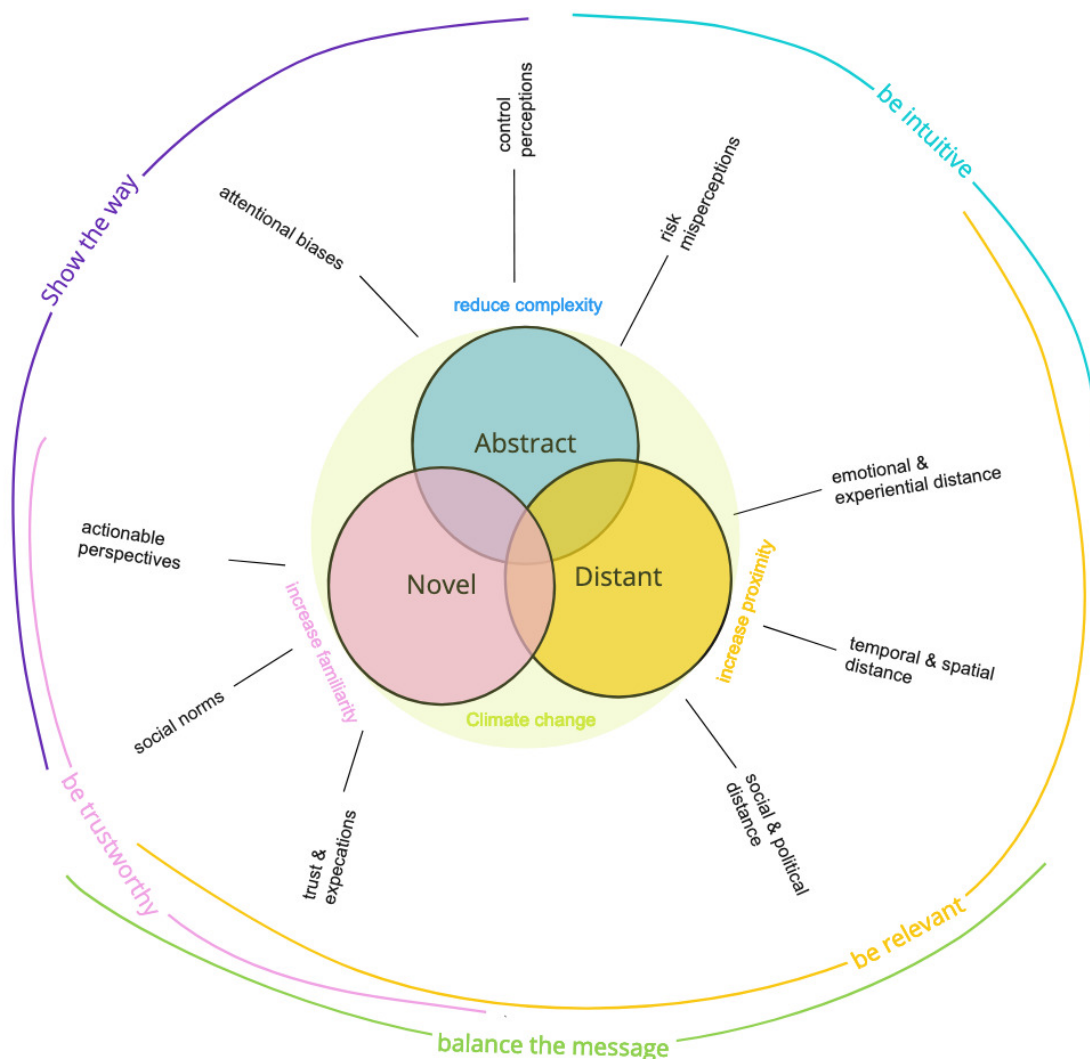 be intuitive
control
perceptions
risk
misperceptions
attentional biases
Show the way
reduce complexity
Abstract
emotional &
experiential distance
actionable
perspectives
Novel
Distant
increase proximity
increase familiarity
temporal & spatial
distance
social norms
Climate change
be trustworthy
trust &
expecations
social & political
distance
be relevant
balance the message